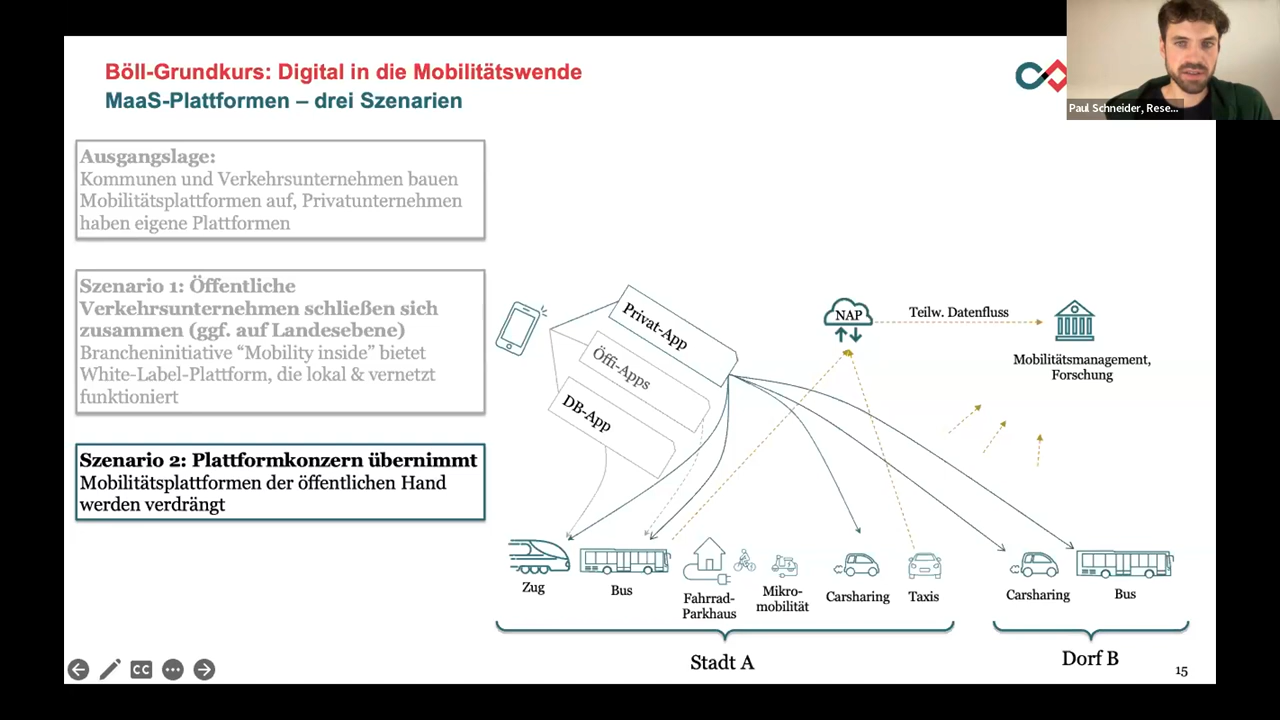 Böll-Grundkurs: Digital in die Mobilitätswende
MaaS-Plattformen – drei Szenarien
Paul Schneider, Rese...
Ausgangslage:
Kommunen und Verkehrsunternehmen bauen
Mobilitätsplattformen auf, Privatunternehmen
haben eigene Plattformen
Szenario 1: Öffentliche
Verkehrsunternehmen schließen sich
zusammen (ggf. auf Landesebene)
Brancheninitiative “Mobility inside” bietet
White-Label-Plattform, die lokal & vernetzt
funktioniert
Szenario 2: Plattformkonzern übernimmt
Mobilitätsplattformen der öffentlichen Hand
werden verdrängt
Privat-App
Öffi-Apps
DB-App
NAP
Teilw. Datenfluss
Mobilitätsmanagement,
Forschung
Zug
Bus
Fahrrad-
Parkhaus
Mikro-
mobilität
Carsharing
Taxis
Carsharing
Bus
Stadt A
Dorf B
CC
15